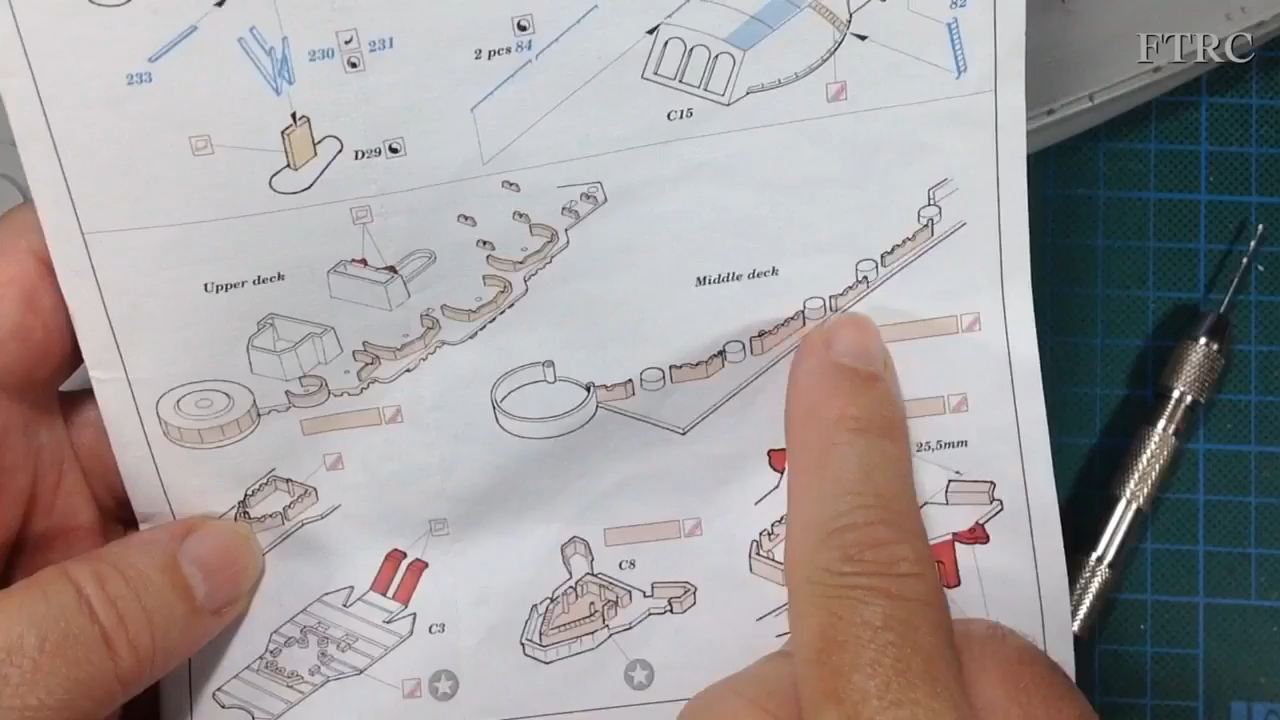 82
FTRC
230
231
233
2 pcs 84
C15
D29
Upper deck
Middle deck
25,5mm
C8
C3